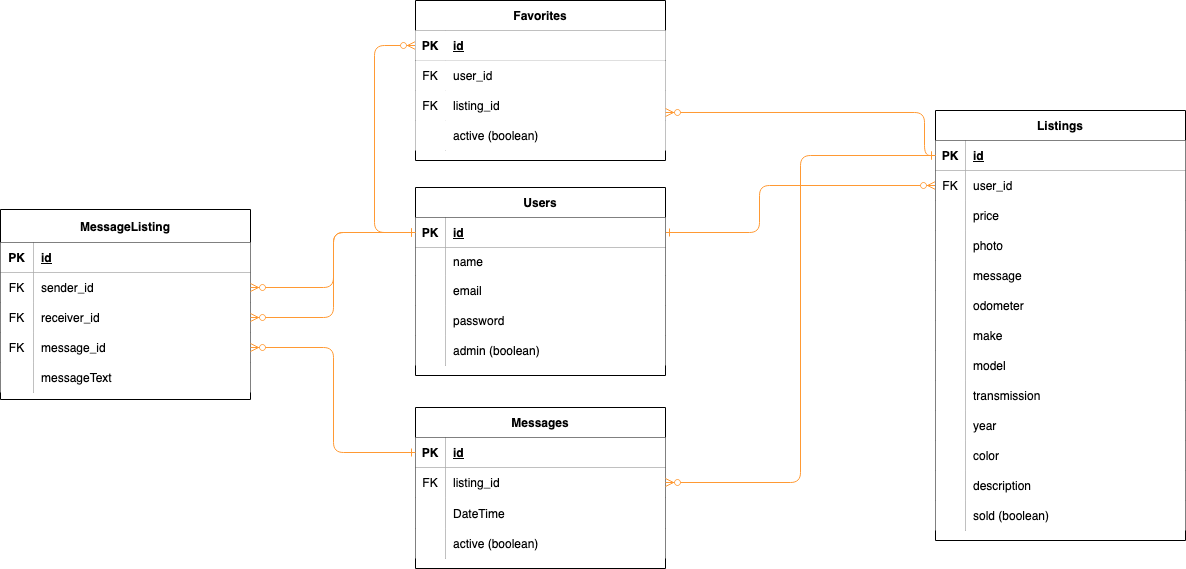 Favorites
PK id
FK user_id
FK listing_id
active (boolean)
Users
PK id
name
email
password
admin (boolean)
MessageListing
PK id
FK sender_id
FK receiver_id
FK message_id
messageText
Messages
PK id
FK listing_id
DateTime
active (boolean)
Listings
PK id
FK user_id
price
photo
message
odometer
make
model
transmission
year
color
description
sold (boolean)